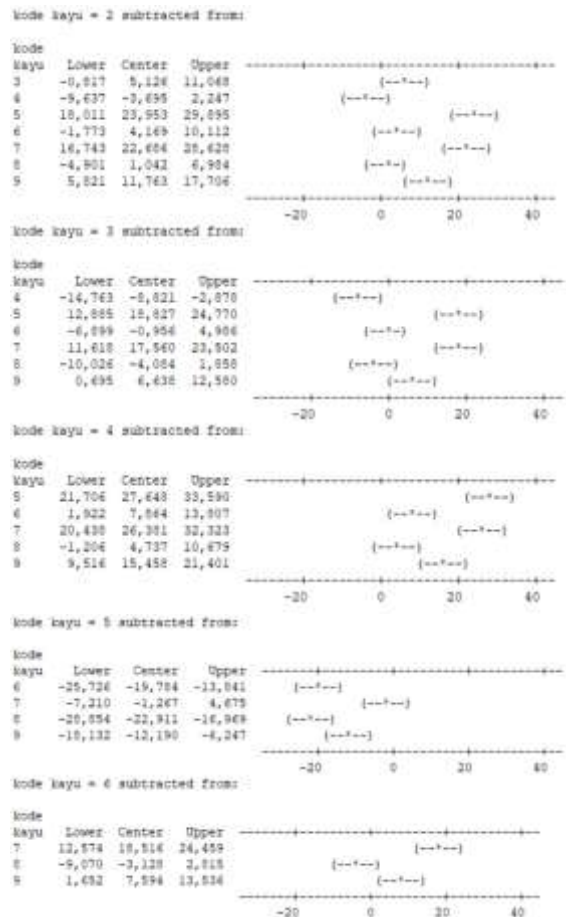 kode kayu = 2 subtracted from:
kode
kayu Lower Center Upper --------+---------+---------+---------+-
3 -0,817 5,126 11,068 (--*--)
4 -9,637 -3,695 2,247 (--*--)
5 18,011 23,953 29,895 (--*--)
6 -1,773 4,169 10,112 (--*--)
7 16,743 22,686 28,628 (--*--)
8 -4,901 1,042 6,984 (--*--)
9 5,821 11,763 17,706 (--*--)
--------+---------+---------+---------+-
-20 0 20 40
kode kayu = 3 subtracted from:
kode
kayu Lower Center Upper --------+---------+---------+---------+-
4 -14,763 -8,821 -2,878 (--*--)
5 12,885 18,827 24,770 (--*--)
6 -6,899 -0,956 4,986 (--*-)
7 11,618 17,560 23,502 (--*--)
8 -10,026 -4,084 1,858 (--*--)
9 0,695 6,638 12,580 (--*--)
--------+---------+---------+---------+-
-20 0 20 40
kode kayu = 4 subtracted from:
kode
kayu Lower Center Upper --------+---------+---------+---------+-
5 21,706 27,648 33,590 (--*--)
6 1,922 7,864 13,807 (--*--)
7 20,438 26,381 32,323 (--*--)
8 -1,206 4,737 10,679 (--*--)
9 9,516 15,458 21,401 (--*--)
--------+---------+---------+---------+-
-20 0 20 40
kode kayu = 5 subtracted from:
kode
kayu Lower Center Upper --------+---------+---------+---------+-
6 -25,726 -19,784 -13,841 (--*--)
7 -7,210 -1,267 4,675 (--*--)
8 -28,854 -22,911 -16,969 (--*--)
9 -18,132 -12,190 -6,247 (--*--)
--------+---------+---------+---------+-
-20 0 20 40
kode kayu = 6 subtracted from:
kode
kayu Lower Center Upper --------+---------+---------+---------+-
7 12,574 18,516 24,459 (--*--)
8 -9,070 -3,128 2,815 (--*--)
9 1,652 7,594 13,536 (--*--)
--------+---------+---------+---------+-
-20 0 20 40